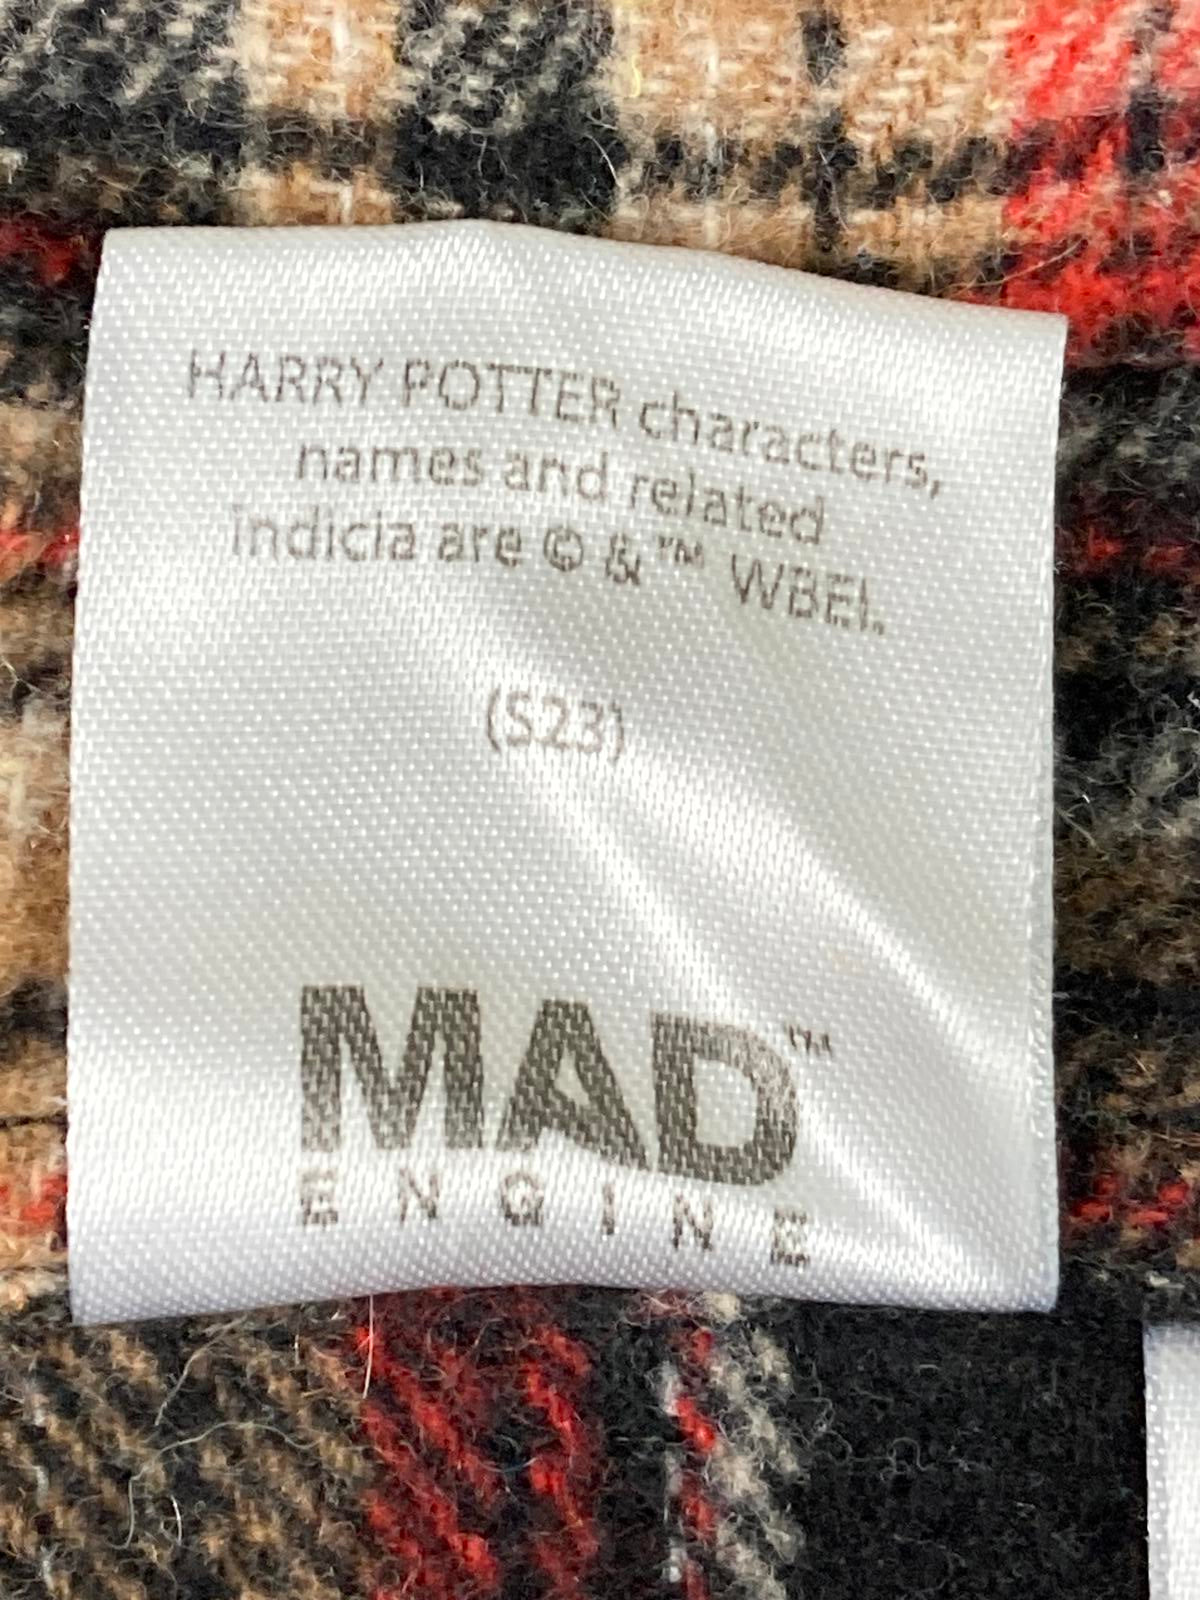 HARRY POTTER characters,
names and related
indicia are © & ™ WBEI.
(S23)
MAD™
ENGINE